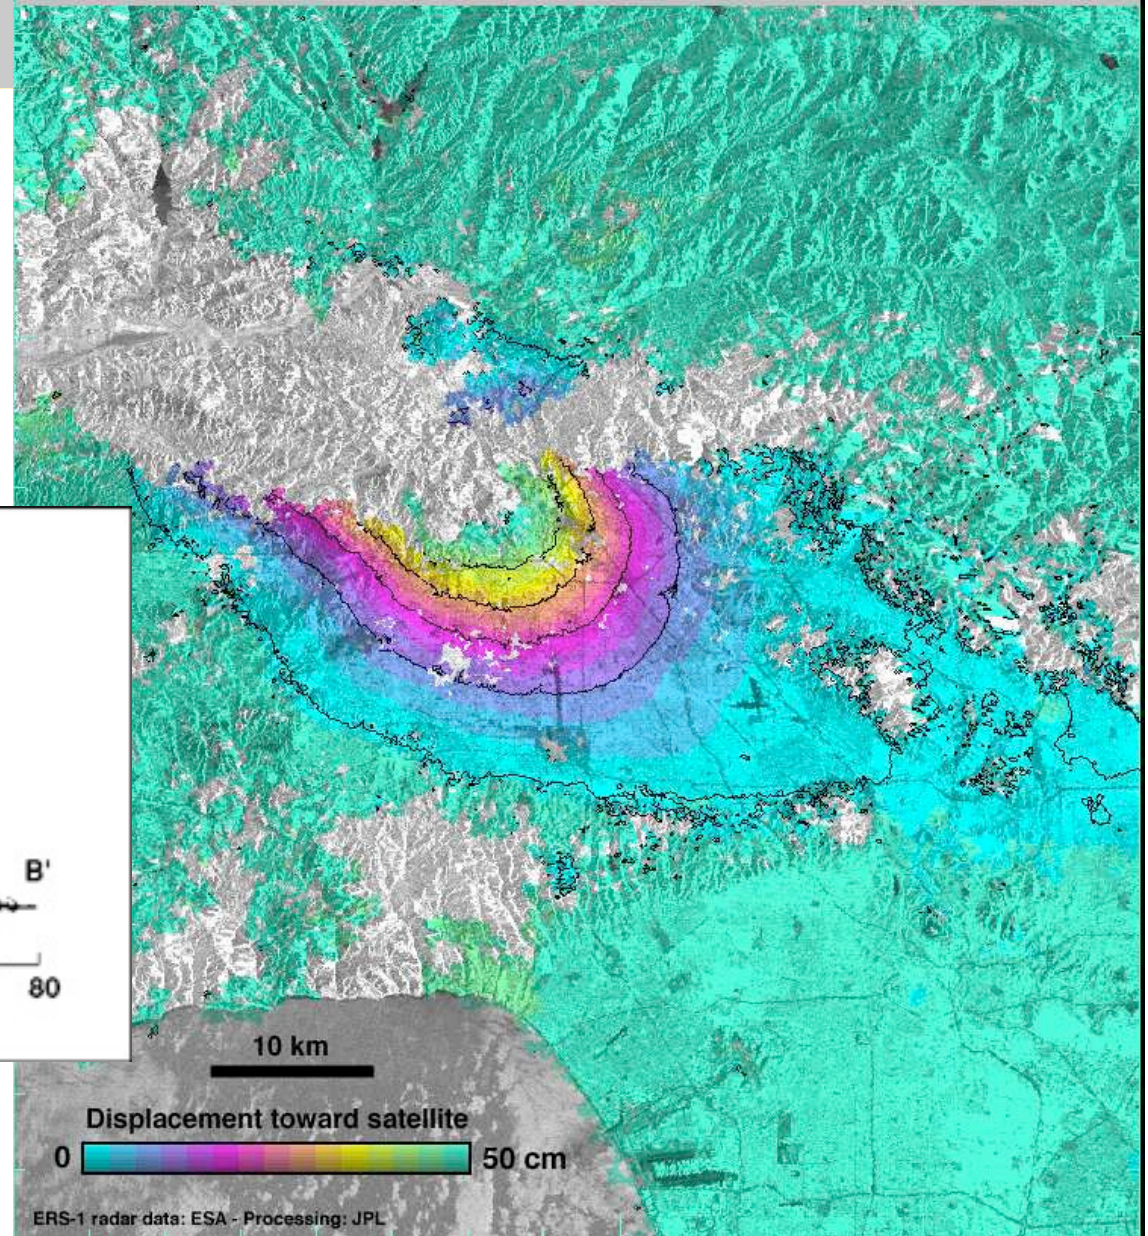 B'
80
10 km
Displacement toward satellite
0 50 cm
ERS-1 radar data: ESA - Processing: JPL